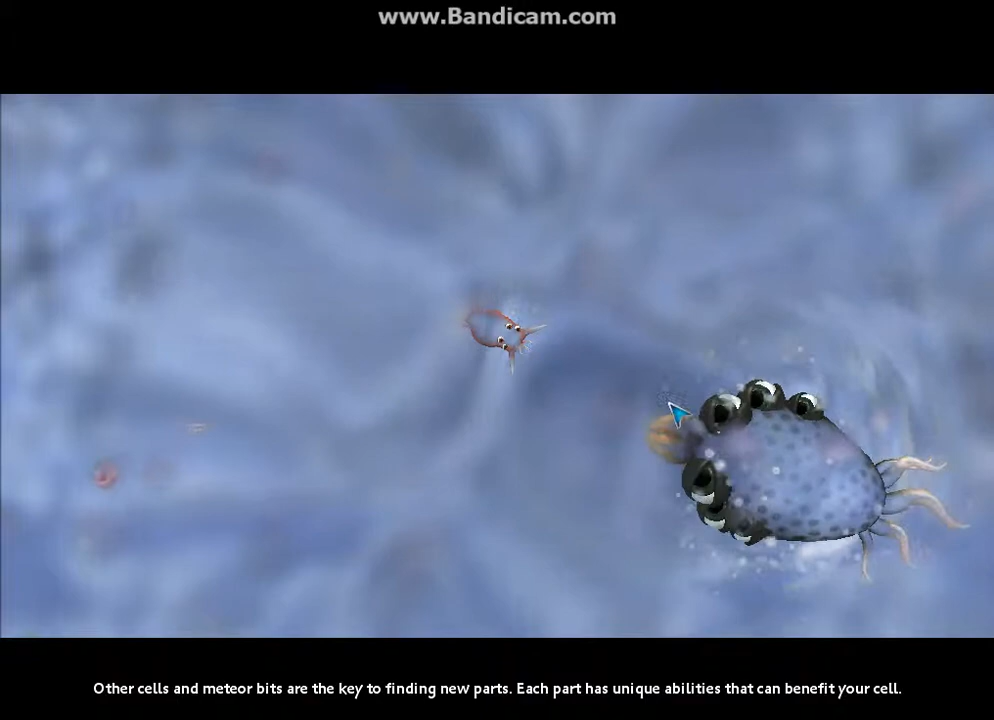 www.Bandicam.com
Other cells and meteor bits are the key to finding new parts. Each part has unique abilities that can benefit your cell.